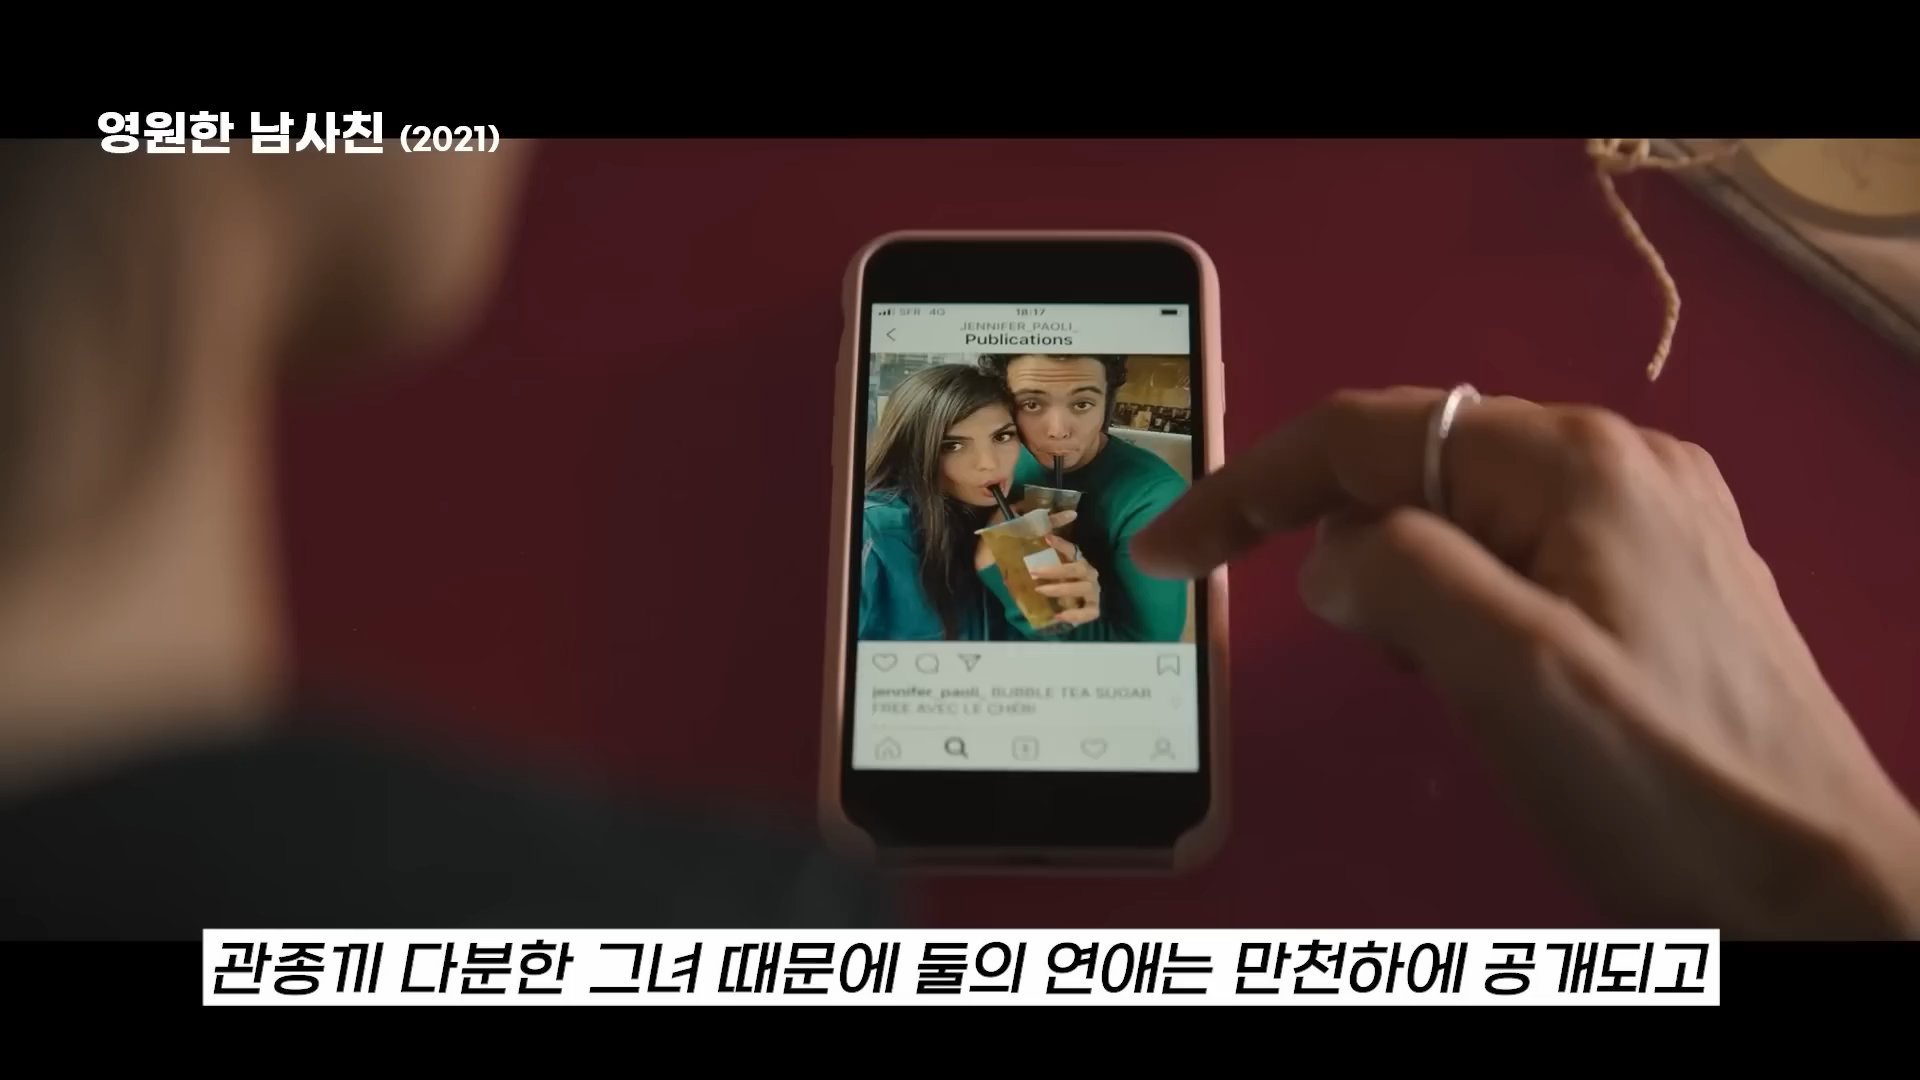 영원한 남사친 (2021)
SFR 4G 18:17
JENNIFER_PAOLI_
Publications
jennifer_paoli_ BUBBLE TEA SUGAR
FREE AVEC LE CHÉRI
관종끼 다분한 그녀 때문에 둘의 연애는 만천하에 공개되고